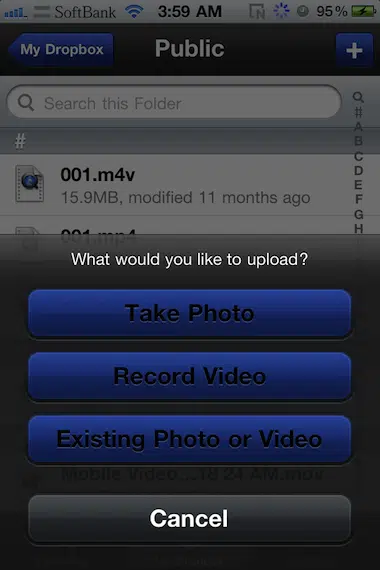 SoftBank 3:59 AM 95%
My Dropbox Public +
Search this Folder
#
001.m4v
15.9MB, modified 11 months ago
001.mp4
#
A
B
C
D
E
F
G
H
What would you like to upload?
Take Photo
Record Video
Existing Photo or Video
Mobile Video...18 24 AM.mov
Cancel